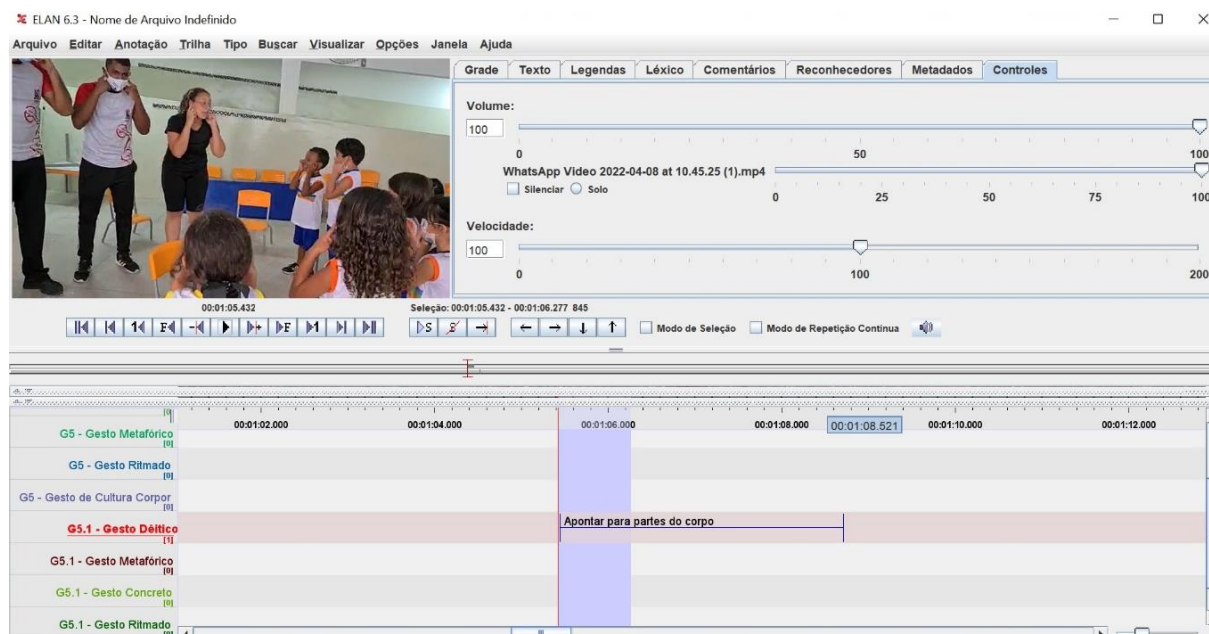 ELAN 6.3 - Nome de Arquivo Indefinido
Arquivo Editar Anotação Trilha Tipo Buscar Visualizar Opções Janela Ajuda
Grade Texto Legendas Léxico Comentários Reconhecedores Metadados Controles
Volume:
100
0 50 100
WhatsApp Video 2022-04-08 at 10.45.25 (1).mp4
Silenciar Solo
0 25 50 75 100
Velocidade:
100
0 100 200
00:01:05.432
Seleção: 00:01:05.432 - 00:01:06.277 845
Modo de Seleção Modo de Repetição Contínua
[0]
00:01:02.000 00:01:04.000 00:01:06.000 00:01:08.000 00:01:08.521 00:01:10.000 00:01:12.000
G5 - Gesto Metafórico
[0]
G5 - Gesto Ritmado
[0]
G5 - Gesto de Cultura Corpor
[0]
G5.1 - Gesto Dêitico
[1]
Apontar para partes do corpo
G5.1 - Gesto Metafórico
[0]
G5.1 - Gesto Concreto
[0]
G5.1 - Gesto Ritmado
[0]